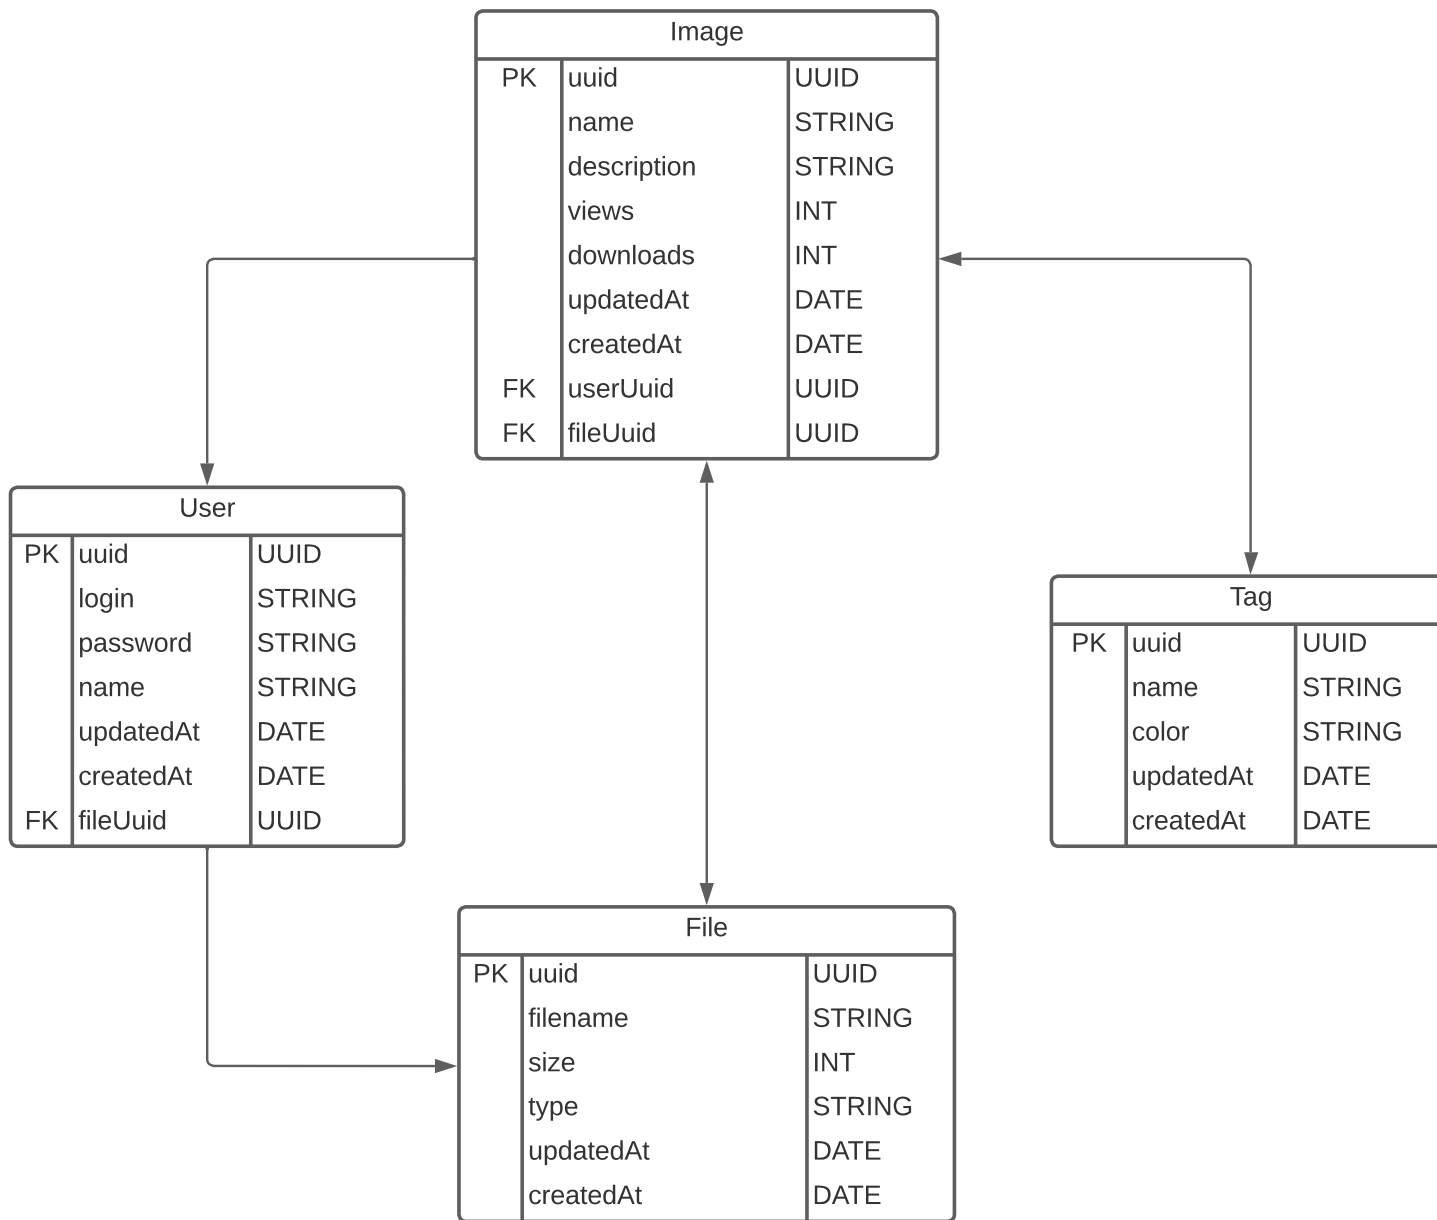 Image
PK uuid UUID
name STRING
description STRING
views INT
downloads INT
updatedAt DATE
createdAt DATE
FK userUuid UUID
FK fileUuid UUID
User
PK uuid UUID
login STRING
password STRING
name STRING
updatedAt DATE
createdAt DATE
FK fileUuid UUID
Tag
PK uuid UUID
name STRING
color STRING
updatedAt DATE
createdAt DATE
File
PK uuid UUID
filename STRING
size INT
type STRING
updatedAt DATE
createdAt DATE